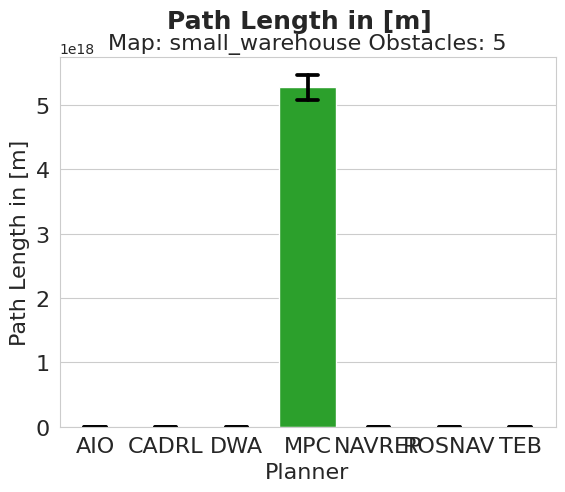 Path Length in [m]
Map: small_warehouse Obstacles: 5
1e18
5
4
3
2
1
0
Path Length in [m]
AIO CADRL DWA MPC NAVREP ROSNAV TEB
Planner